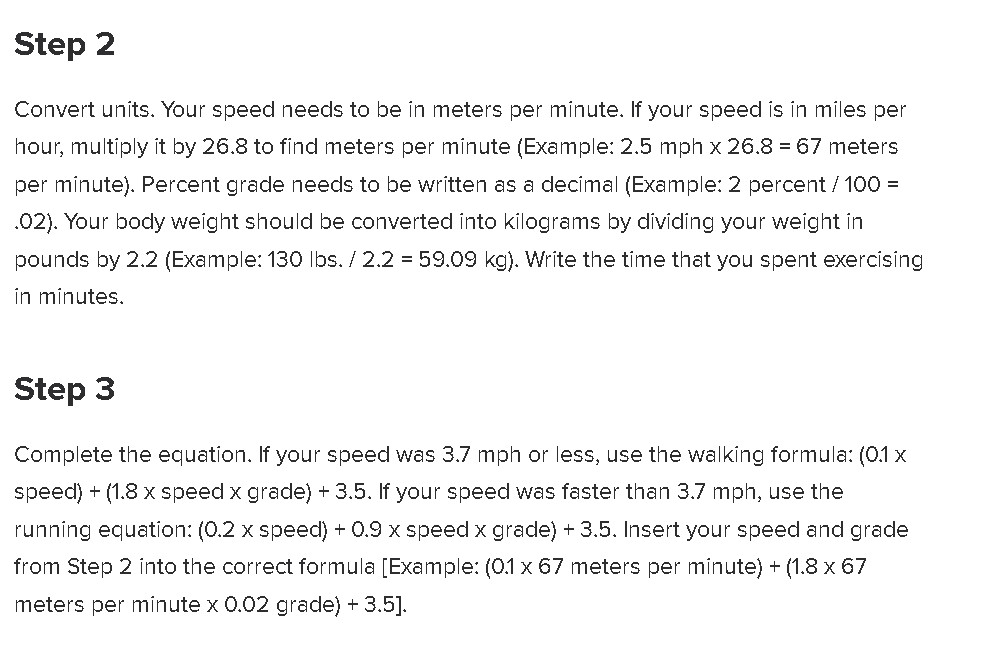 Step 2
Convert units. Your speed needs to be in meters per minute. If your speed is in miles per
hour, multiply it by 26.8 to find meters per minute (Example: 2.5 mph x 26.8 = 67 meters
per minute). Percent grade needs to be written as a decimal (Example: 2 percent / 100 =
.02). Your body weight should be converted into kilograms by dividing your weight in
pounds by 2.2 (Example: 130 lbs. / 2.2 = 59.09 kg). Write the time that you spent exercising
in minutes.
Step 3
Complete the equation. If your speed was 3.7 mph or less, use the walking formula: (0.1 x
speed) + (1.8 x speed x grade) + 3.5. If your speed was faster than 3.7 mph, use the
running equation: (0.2 x speed) + 0.9 x speed x grade) + 3.5. Insert your speed and grade
from Step 2 into the correct formula [Example: (0.1 x 67 meters per minute) + (1.8 x 67
meters per minute x 0.02 grade) + 3.5].